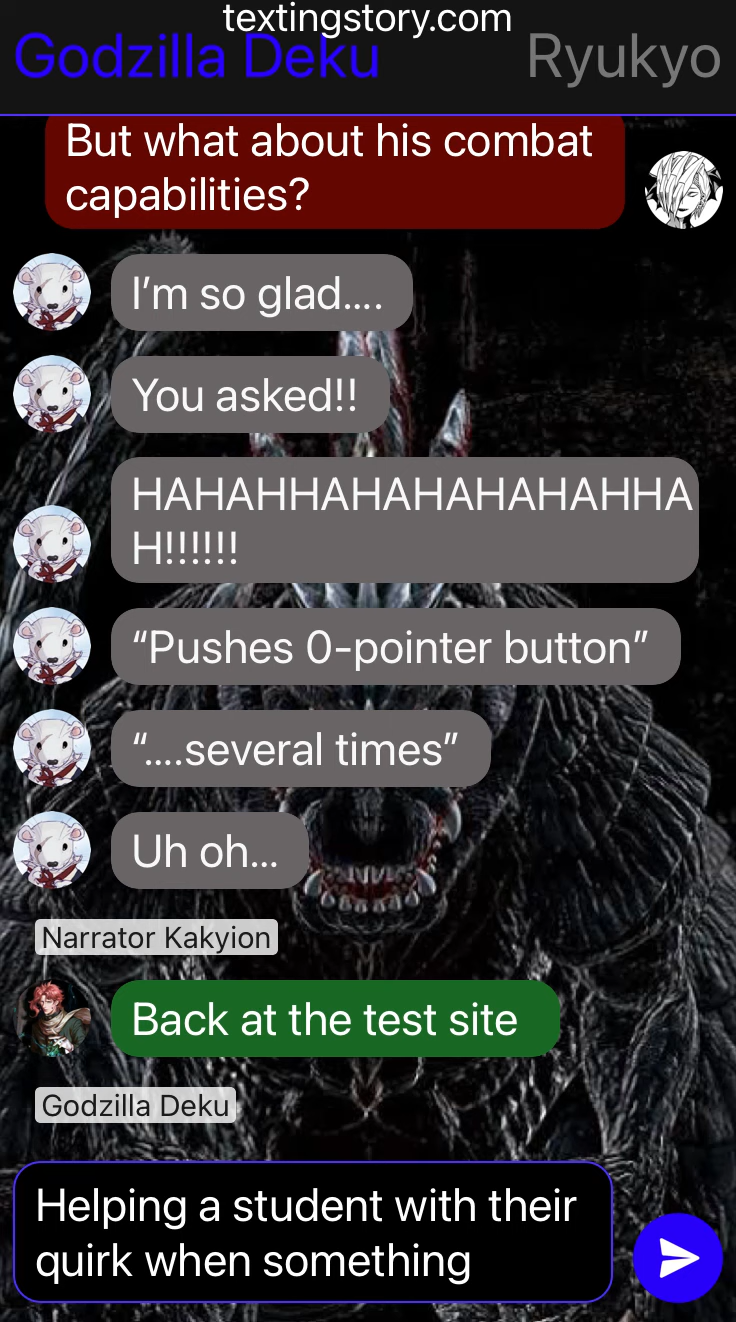 textingstory.com
Godzilla Deku
Ryukyo
But what about his combat
capabilities?
I’m so glad....
You asked!!
HAHAHHAHAHAHAHAHHA
H!!!!!!
“Pushes 0-pointer button”
“....several times”
Uh oh...
Narrator Kakyion
Back at the test site
Godzilla Deku
Helping a student with their
quirk when something